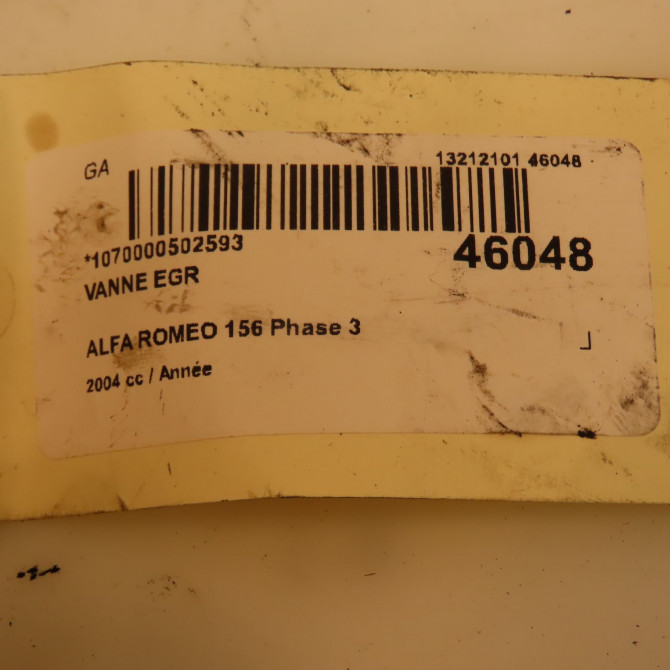 GA
13212101 46048
*1070000502593
46048
VANNE EGR
ALFA ROMEO 156 Phase 3
2004 cc / Année